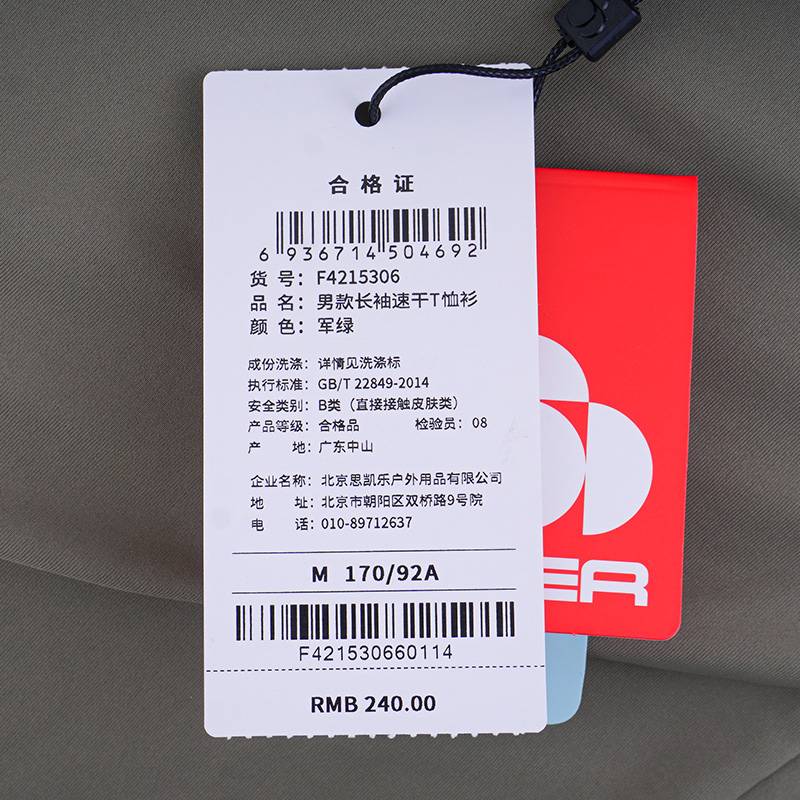 合格证
6 936714 504692
货 号：F4215306
品 名：男款长袖速干T恤衫
颜 色：军绿
成份洗涤：详情见洗涤标
执行标准：GB/T 22849-2014
安全类别：B类（直接接触皮肤类）
产品等级：合格品 检验员：08
产 地：广东中山
企业名称：北京思凯乐户外用品有限公司
地 址：北京市朝阳区双桥路9号院
电 话：010-89712637
M 170/92A
F421530660114
RMB 240.00
ER